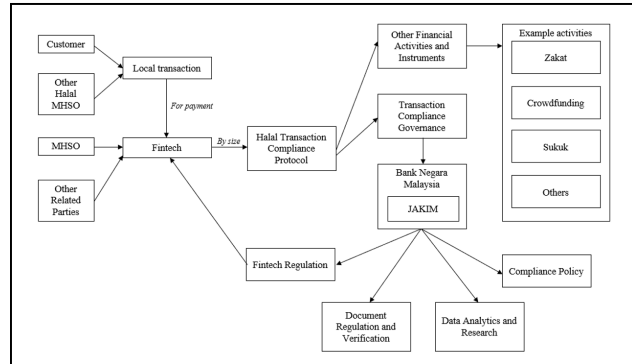 Customer
Other
Halal
MHSO
Local transaction
For payment
MHSO
Other
Related
Parties
Fintech
By size
Halal Transaction
Compliance
Protocol
Other Financial
Activities and
Instruments
Transaction
Compliance
Governance
Bank Negara
Malaysia
JAKIM
Example activities
Zakat
Crowdfunding
Sukuk
Others
Fintech Regulation
Document
Regulation and
Verification
Data Analytics and
Research
Compliance Policy